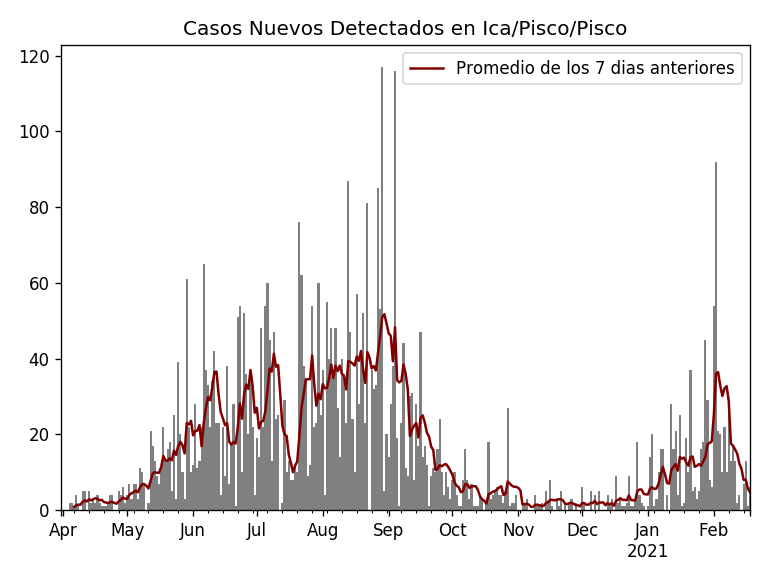 Casos Nuevos Detectados en Ica/Pisco/Pisco
Promedio de los 7 dias anteriores
120
100
80
60
40
20
0
Apr May Jun Jul Aug Sep Oct Nov Dec Jan Feb
2021